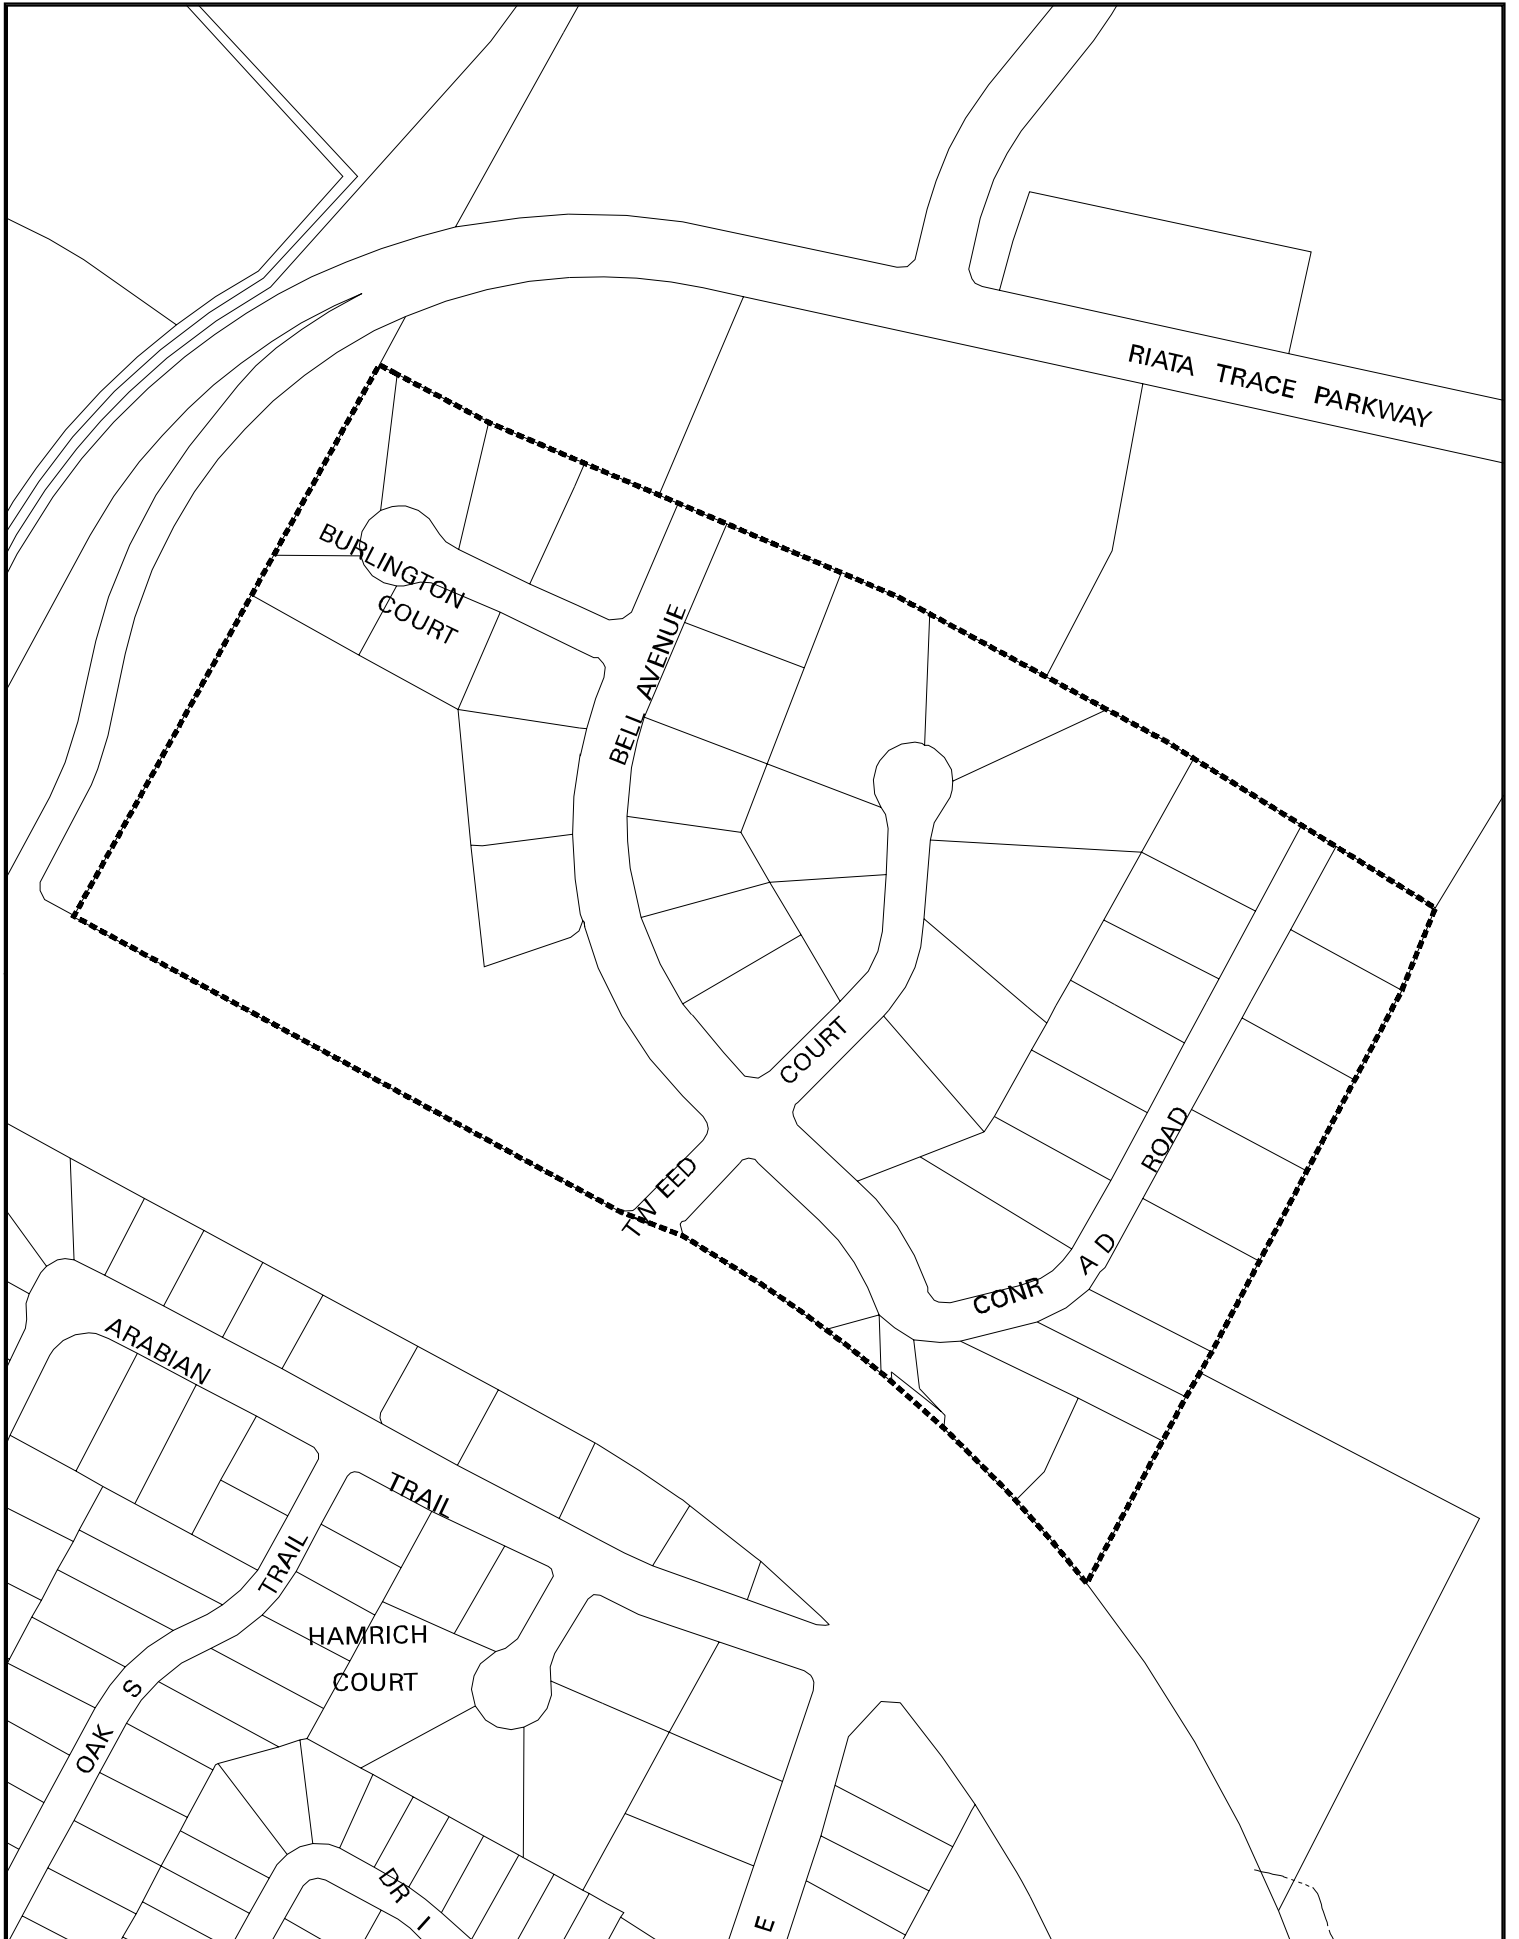 RIATA TRACE PARKWAY
BURLINGTON
COURT
BELL AVENUE
COURT
TW EED
ROAD
CONR A D
ARABIAN
TRAIL
TRAIL
OAK S
HAMRICH
COURT
DR I
E